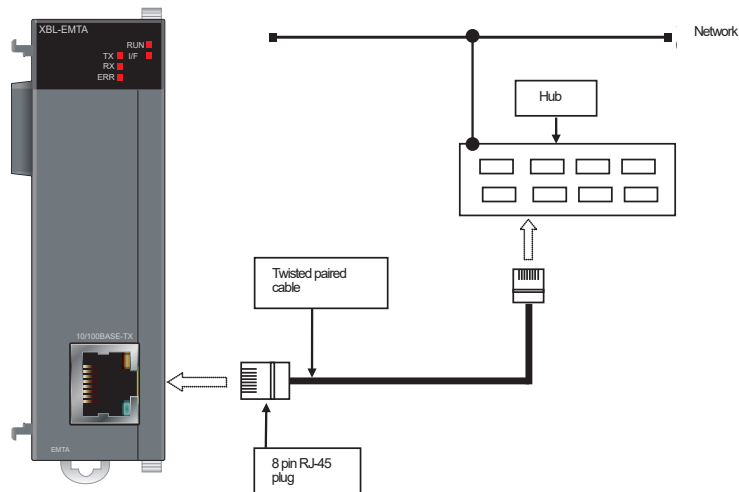 XBL-EMTA
RUN
TX I/F
RX
ERR
Network
Hub
Twisted paired
cable
10/100BASE-TX
8 pin RJ-45
plug
EMTA